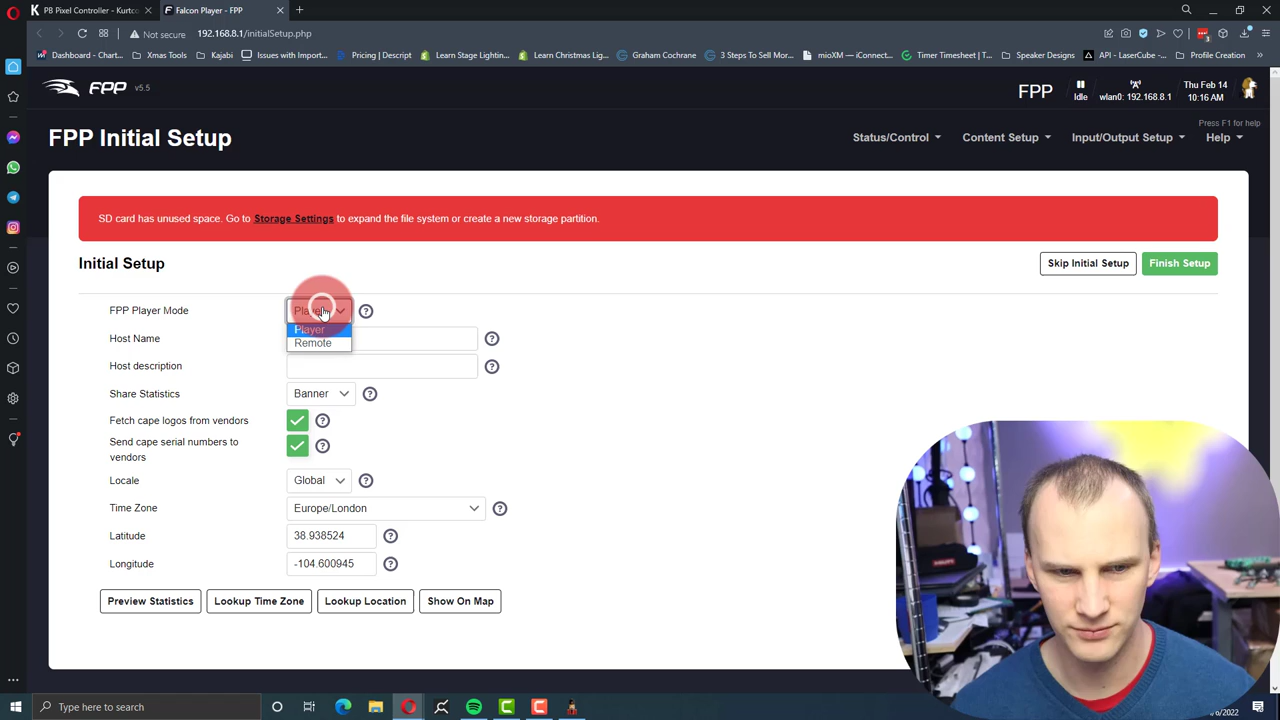 PB Pixel Controller - Kurtco
Falcon Player - FPP
Not secure
192.168.8.1/initialSetup.php
Dashboard - Chart...
Xmas Tools
Kajabi
Issues with Import...
Pricing | Descript
Learn Stage Lightin...
Learn Christmas Lig...
Graham Cochrane
3 Steps To Sell Mor...
mioXM — iConnect...
Timer Timesheet | T...
Speaker Designs
API - LaserCube -...
Profile Creation
FPP v5.5
FPP
Idle
wlan0: 192.168.8.1
Thu Feb 14
10:16 AM
Press F1 for help
FPP Initial Setup
Status/Control
Content Setup
Input/Output Setup
Help
SD card has unused space. Go to Storage Settings to expand the file system or create a new storage partition.
Initial Setup
Skip Initial Setup
Finish Setup
FPP Player Mode
Player
Player
Remote
Host Name
Host description
Share Statistics
Banner
Fetch cape logos from vendors
Send cape serial numbers to
vendors
Locale
Global
Time Zone
Europe/London
Latitude
38.938524
Longitude
-104.600945
Preview Statistics
Lookup Time Zone
Lookup Location
Show On Map
Type here to search